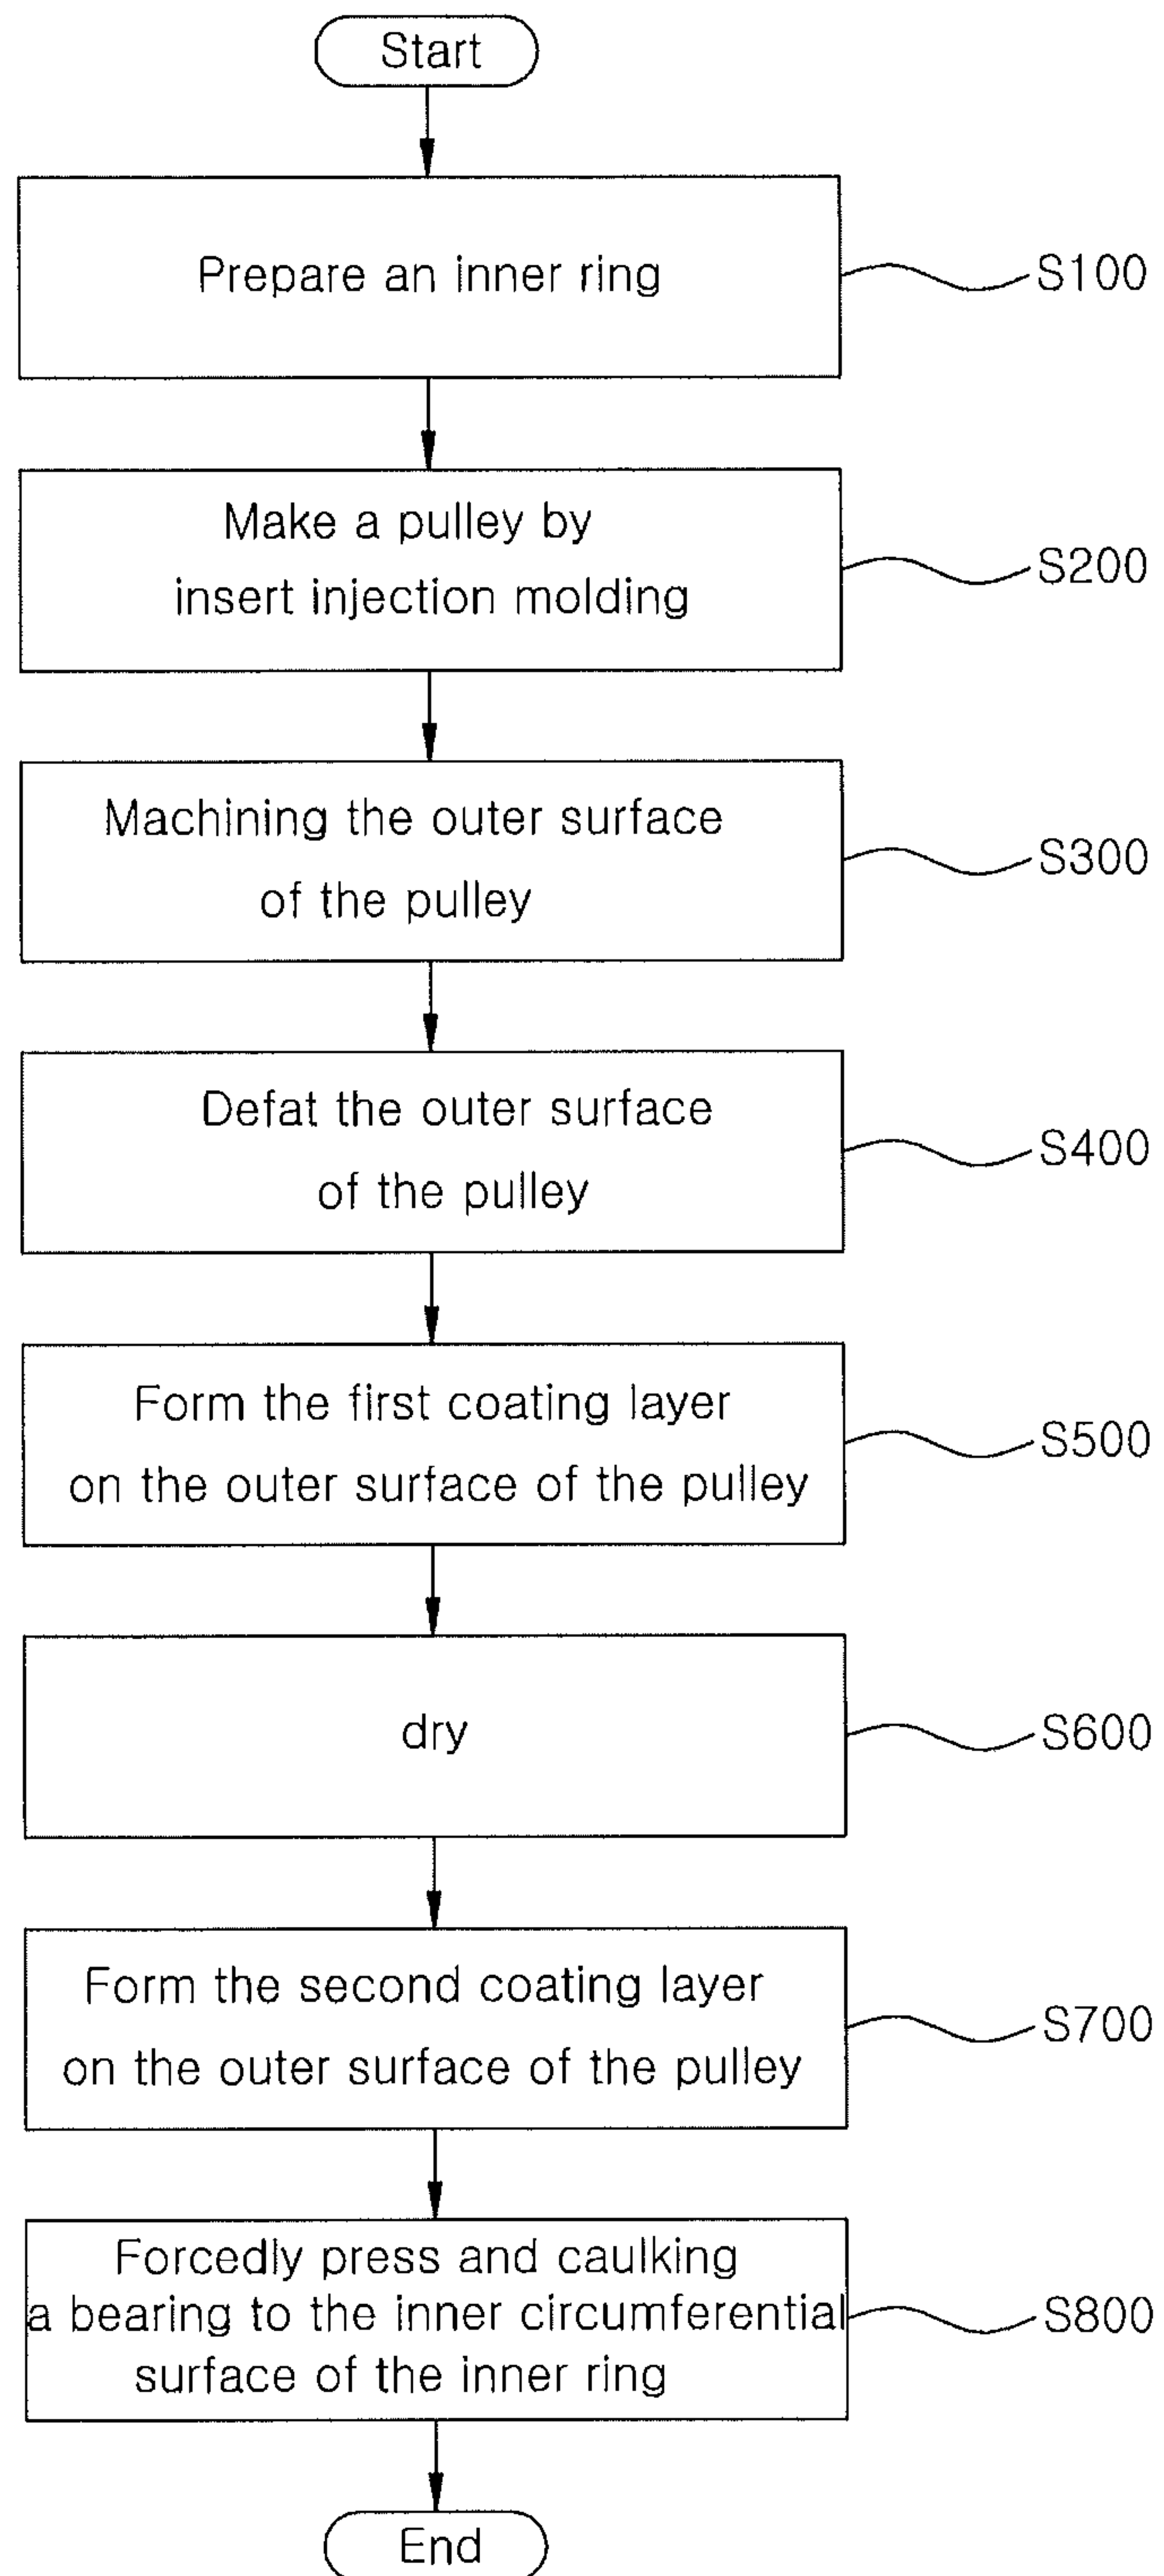 Start
Prepare an inner ring
S100
Make a pulley by
insert injection molding
S200
Machining the outer surface
of the pulley
S300
Defat the outer surface
of the pulley
S400
Form the first coating layer
on the outer surface of the pulley
S500
dry
S600
Form the second coating layer
on the outer surface of the pulley
S700
Forcedly press and caulking
a bearing to the inner circumferential
surface of the inner ring
S800
End